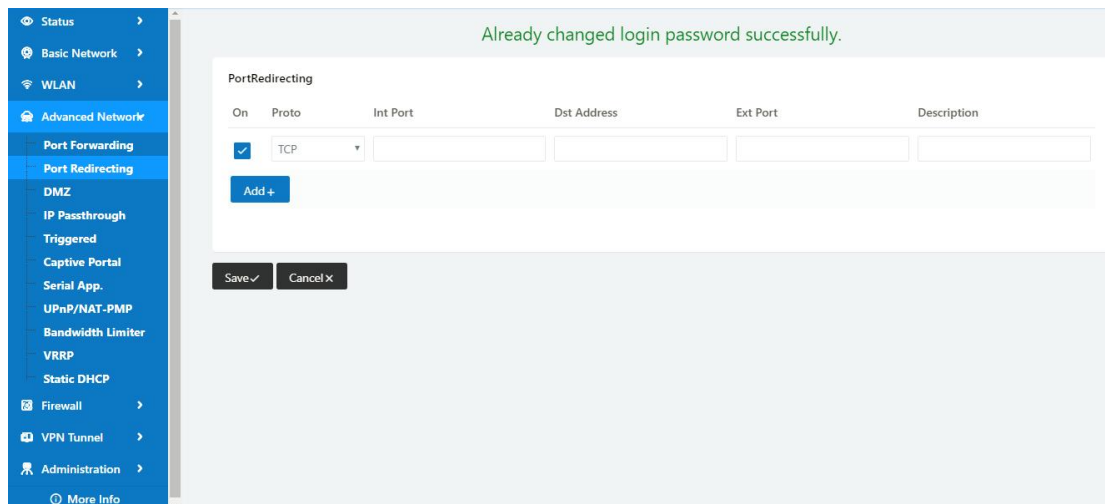 Status
Basic Network
WLAN
Advanced Network
Port Forwarding
Port Redirecting
DMZ
IP Passthrough
Triggered
Captive Portal
Serial App.
UPnP/NAT-PMP
Bandwidth Limiter
VRRP
Static DHCP
Firewall
VPN Tunnel
Administration
More Info
Already changed login password successfully.
PortRedirecting
On Proto Int Port Dst Address Ext Port Description
TCP
Add +
Save Cancel